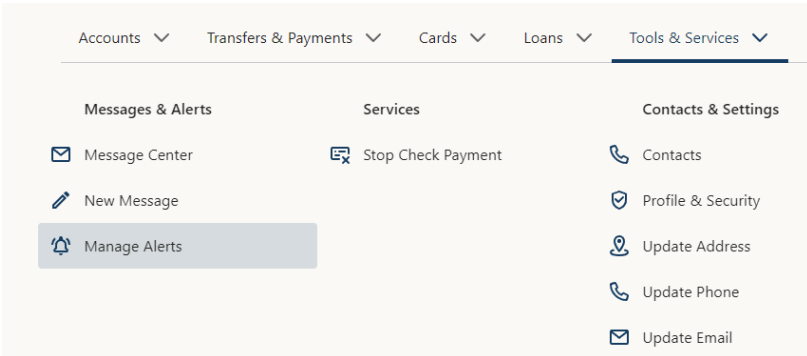 Accounts Transfers & Payments Cards Loans Tools & Services
Messages & Alerts
Message Center
New Message
Manage Alerts
Services
Stop Check Payment
Contacts & Settings
Contacts
Profile & Security
Update Address
Update Phone
Update Email